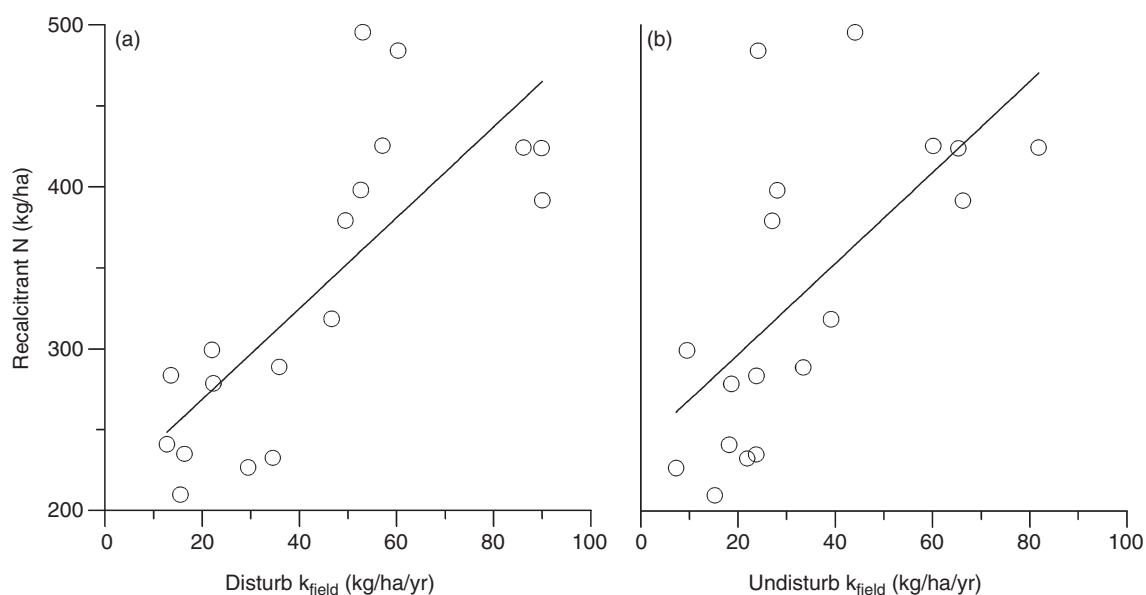 (a)
(b)
Recalcitrant N (kg/ha)
500
400
300
200
0 20 40 60 80 100
0 20 40 60 80 100
Disturb k_field (kg/ha/yr)
Undisturb k_field (kg/ha/yr)